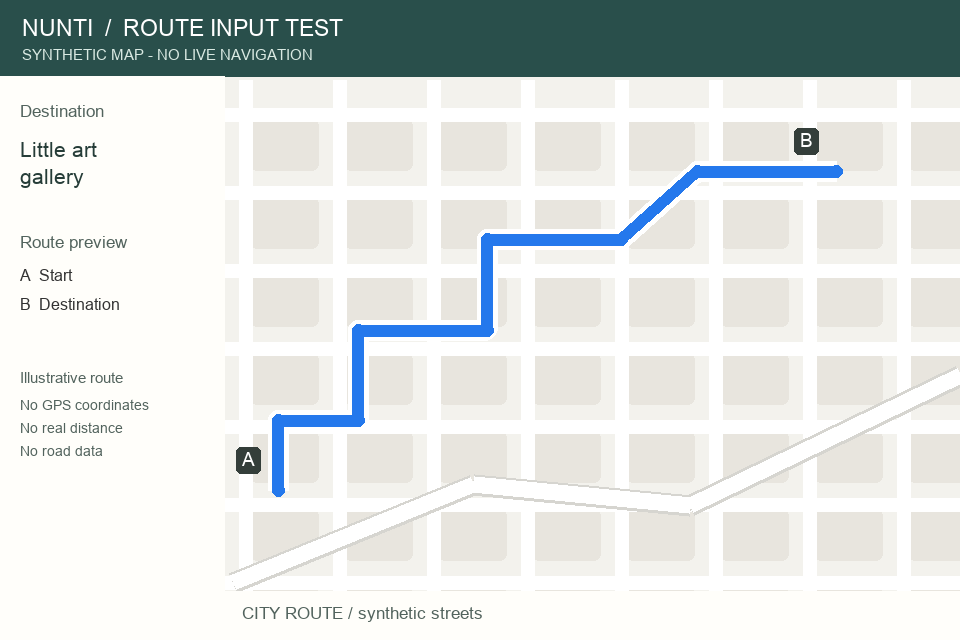 NUNTI / ROUTE INPUT TEST
SYNTHETIC MAP - NO LIVE NAVIGATION
Destination
Little art
gallery
Route preview
A Start
B Destination
Illustrative route
No GPS coordinates
No real distance
No road data
B
A
CITY ROUTE / synthetic streets